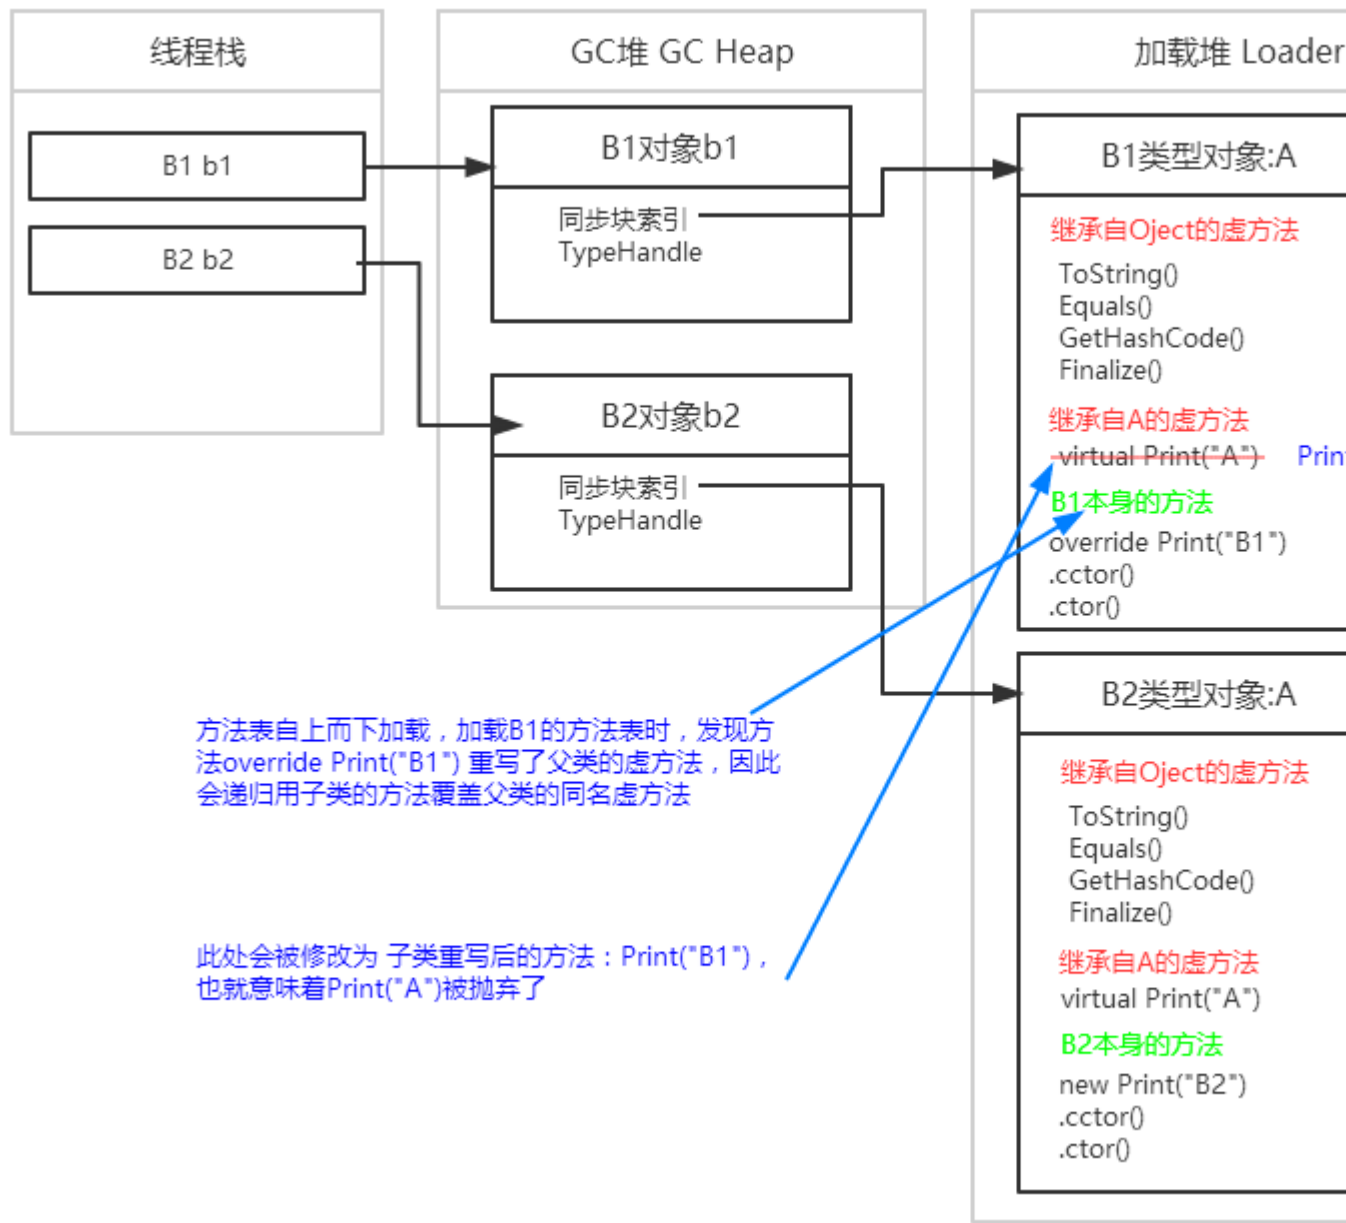 线程栈
B1 b1
B2 b2
GC堆 GC Heap
B1对象b1
同步块索引
TypeHandle
B2对象b2
同步块索引
TypeHandle
加载堆 Loader
B1类型对象:A
继承自Oject的虚方法
ToString()
Equals()
GetHashCode()
Finalize()
继承自A的虚方法
virtual Print("A")
B1本身的方法
override Print("B1")
.cctor()
.ctor()
B2类型对象:A
继承自Oject的虚方法
ToString()
Equals()
GetHashCode()
Finalize()
继承自A的虚方法
virtual Print("A")
B2本身的方法
new Print("B2")
.cctor()
.ctor()
方法表自上而下加载，加载B1的方法表时，发现方
法override Print("B1") 重写了父类的虚方法，因此
会递归用子类的方法覆盖父类的同名虚方法
此处会被修改为 子类重写后的方法：Print("B1")，
也就意味着Print("A")被抛弃了